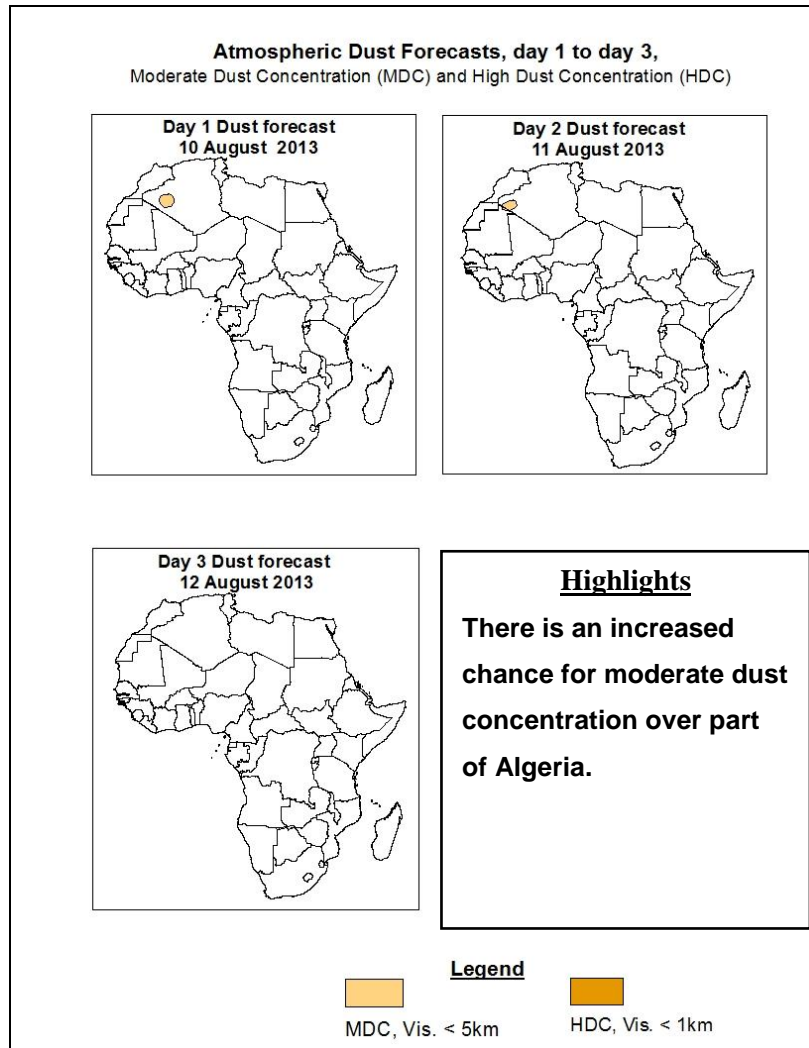 Atmospheric Dust Forecasts, day 1 to day 3,
Moderate Dust Concentration (MDC) and High Dust Concentration (HDC)
Day 1 Dust forecast
10 August 2013
Day 2 Dust forecast
11 August 2013
Day 3 Dust forecast
12 August 2013
Highlights
There is an increased
chance for moderate dust
concentration over part
of Algeria.
Legend
MDC, Vis. < 5km
HDC, Vis. < 1km